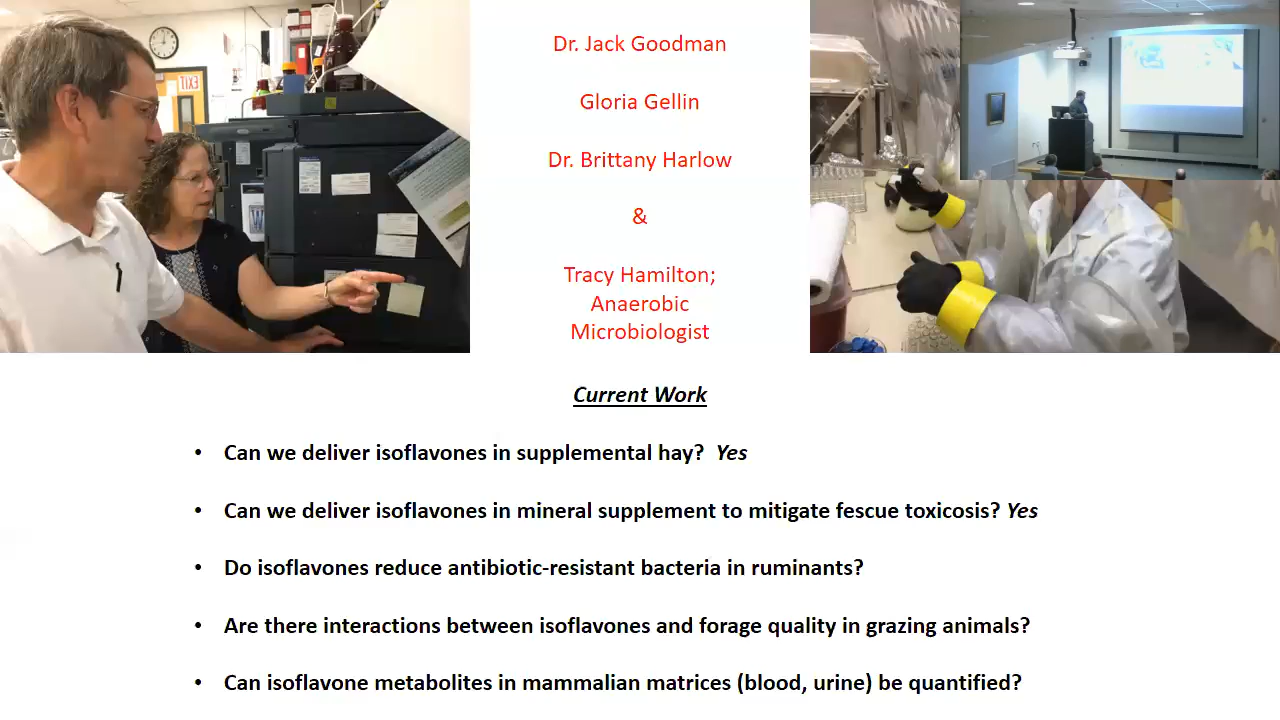 EXIT
Dr. Jack Goodman
Gloria Gellin
Dr. Brittany Harlow
&
Tracy Hamilton;
Anaerobic
Microbiologist
Current Work
• Can we deliver isoflavones in supplemental hay? Yes
• Can we deliver isoflavones in mineral supplement to mitigate fescue toxicosis? Yes
• Do isoflavones reduce antibiotic-resistant bacteria in ruminants?
• Are there interactions between isoflavones and forage quality in grazing animals?
• Can isoflavone metabolites in mammalian matrices (blood, urine) be quantified?